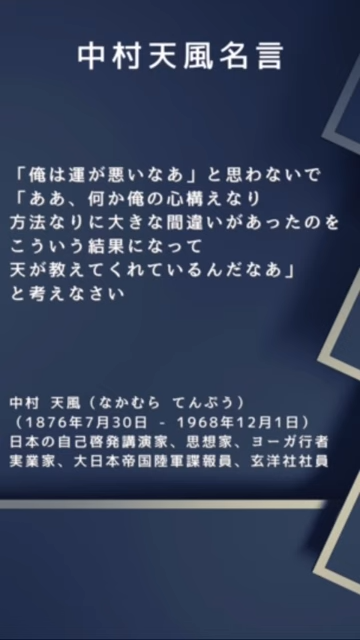 中村天風名言
「俺は運が悪いなあ」と思わないで
「ああ、何か俺の心構えなり
方法なりに大きな間違いがあったのを
こういう結果になって
天が教えてくれているんだなあ」
と考えなさい
中村 天風（なかむら てんぷう）
（1876年7月30日 - 1968年12月1日）
日本の自己啓発講演家、思想家、ヨーガ行者
実業家、大日本帝国陸軍諜報員、玄洋社社員